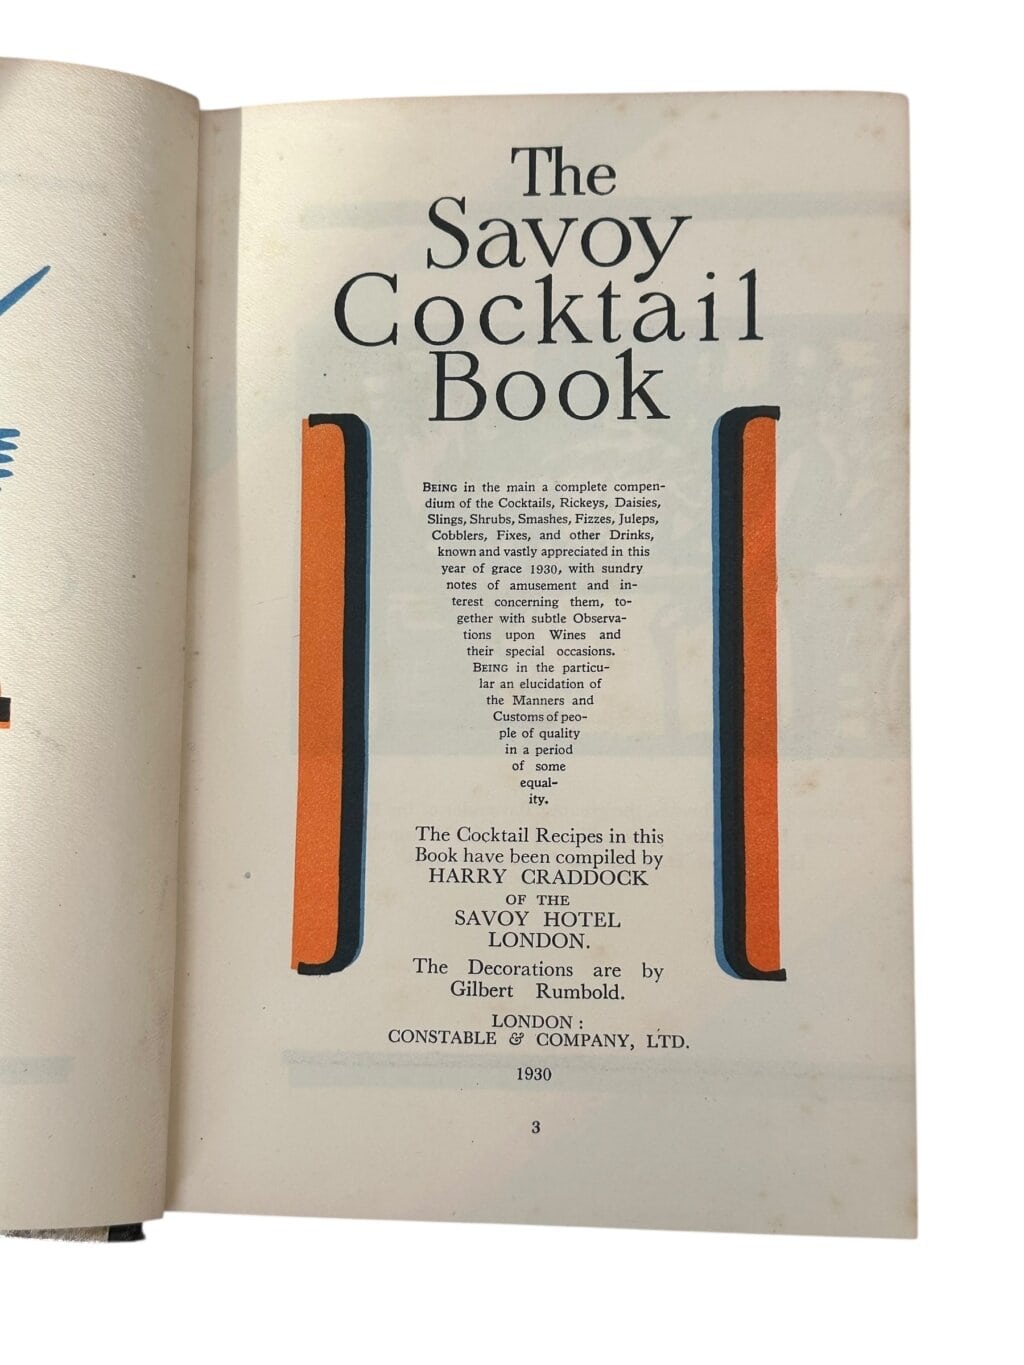 The
Savoy
Cocktail
Book
BEING in the main a complete compen-
dium of the Cocktails, Rickeys, Daisies,
Slings, Shrubs, Smashes, Fizzes, Juleps,
Cobblers, Fixes, and other Drinks,
known and vastly appreciated in this
year of grace 1930, with sundry
notes of amusement and in-
terest concerning them, to-
gether with subtle Observa-
tions upon Wines and
their special occasions.
BEING in the particu-
lar an elucidation of
the Manners and
Customs of peo-
ple of quality
in a period
of some
equal-
ity.
The Cocktail Recipes in this
Book have been compiled by
HARRY CRADDOCK
OF THE
SAVOY HOTEL
LONDON.
The Decorations are by
Gilbert Rumbold.
LONDON :
CONSTABLE & COMPANY, LTD.
1930
3